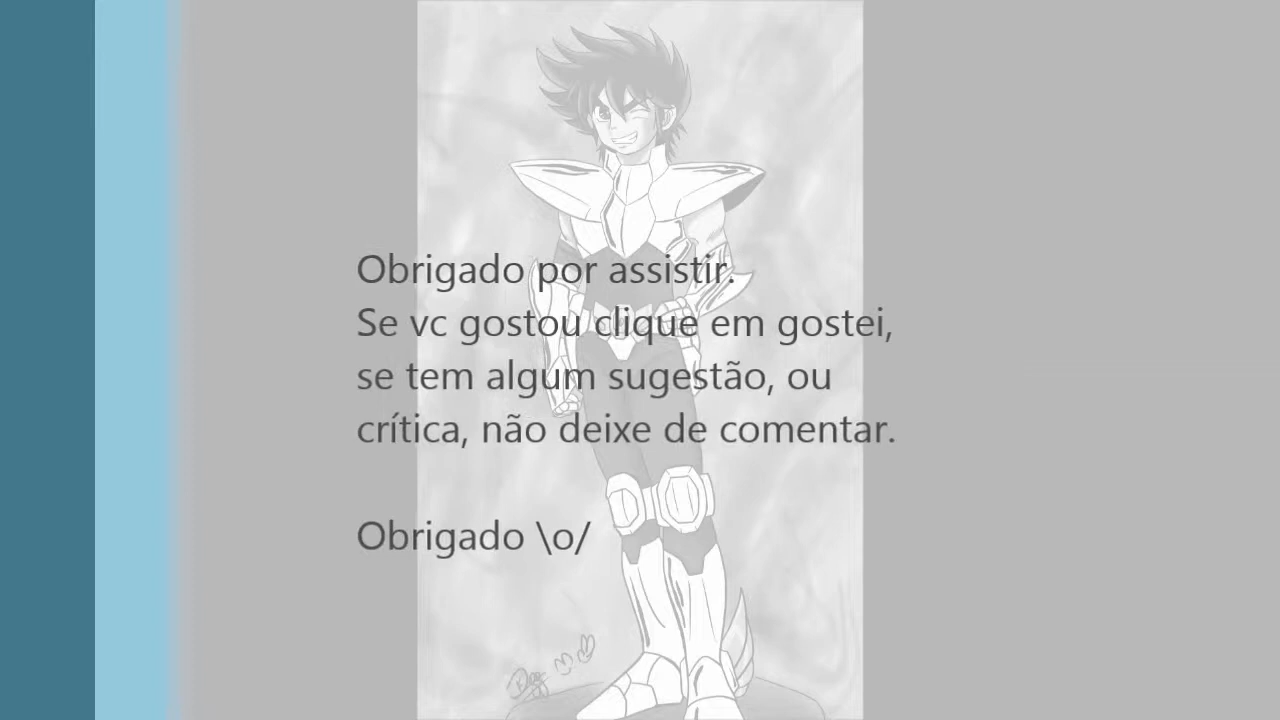 Obrigado por assistir.
Se vc gostou clique em gostei,
se tem algum sugestão, ou
crítica, não deixe de comentar.
Obrigado \o/